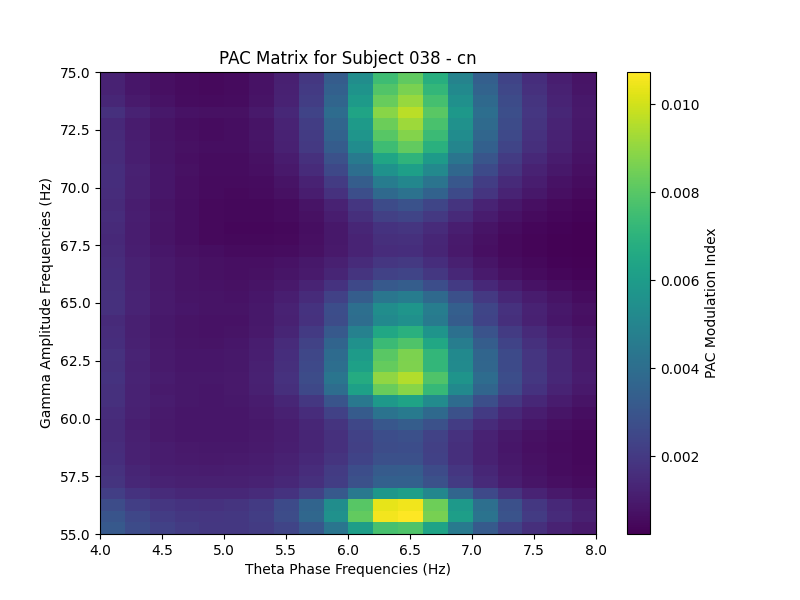 PAC Matrix for Subject 038 - cn
75.0
72.5
70.0
67.5
65.0
62.5
60.0
57.5
55.0
Gamma Amplitude Frequencies (Hz)
4.0 4.5 5.0 5.5 6.0 6.5 7.0 7.5 8.0
Theta Phase Frequencies (Hz)
0.010
0.008
0.006
0.004
0.002
PAC Modulation Index